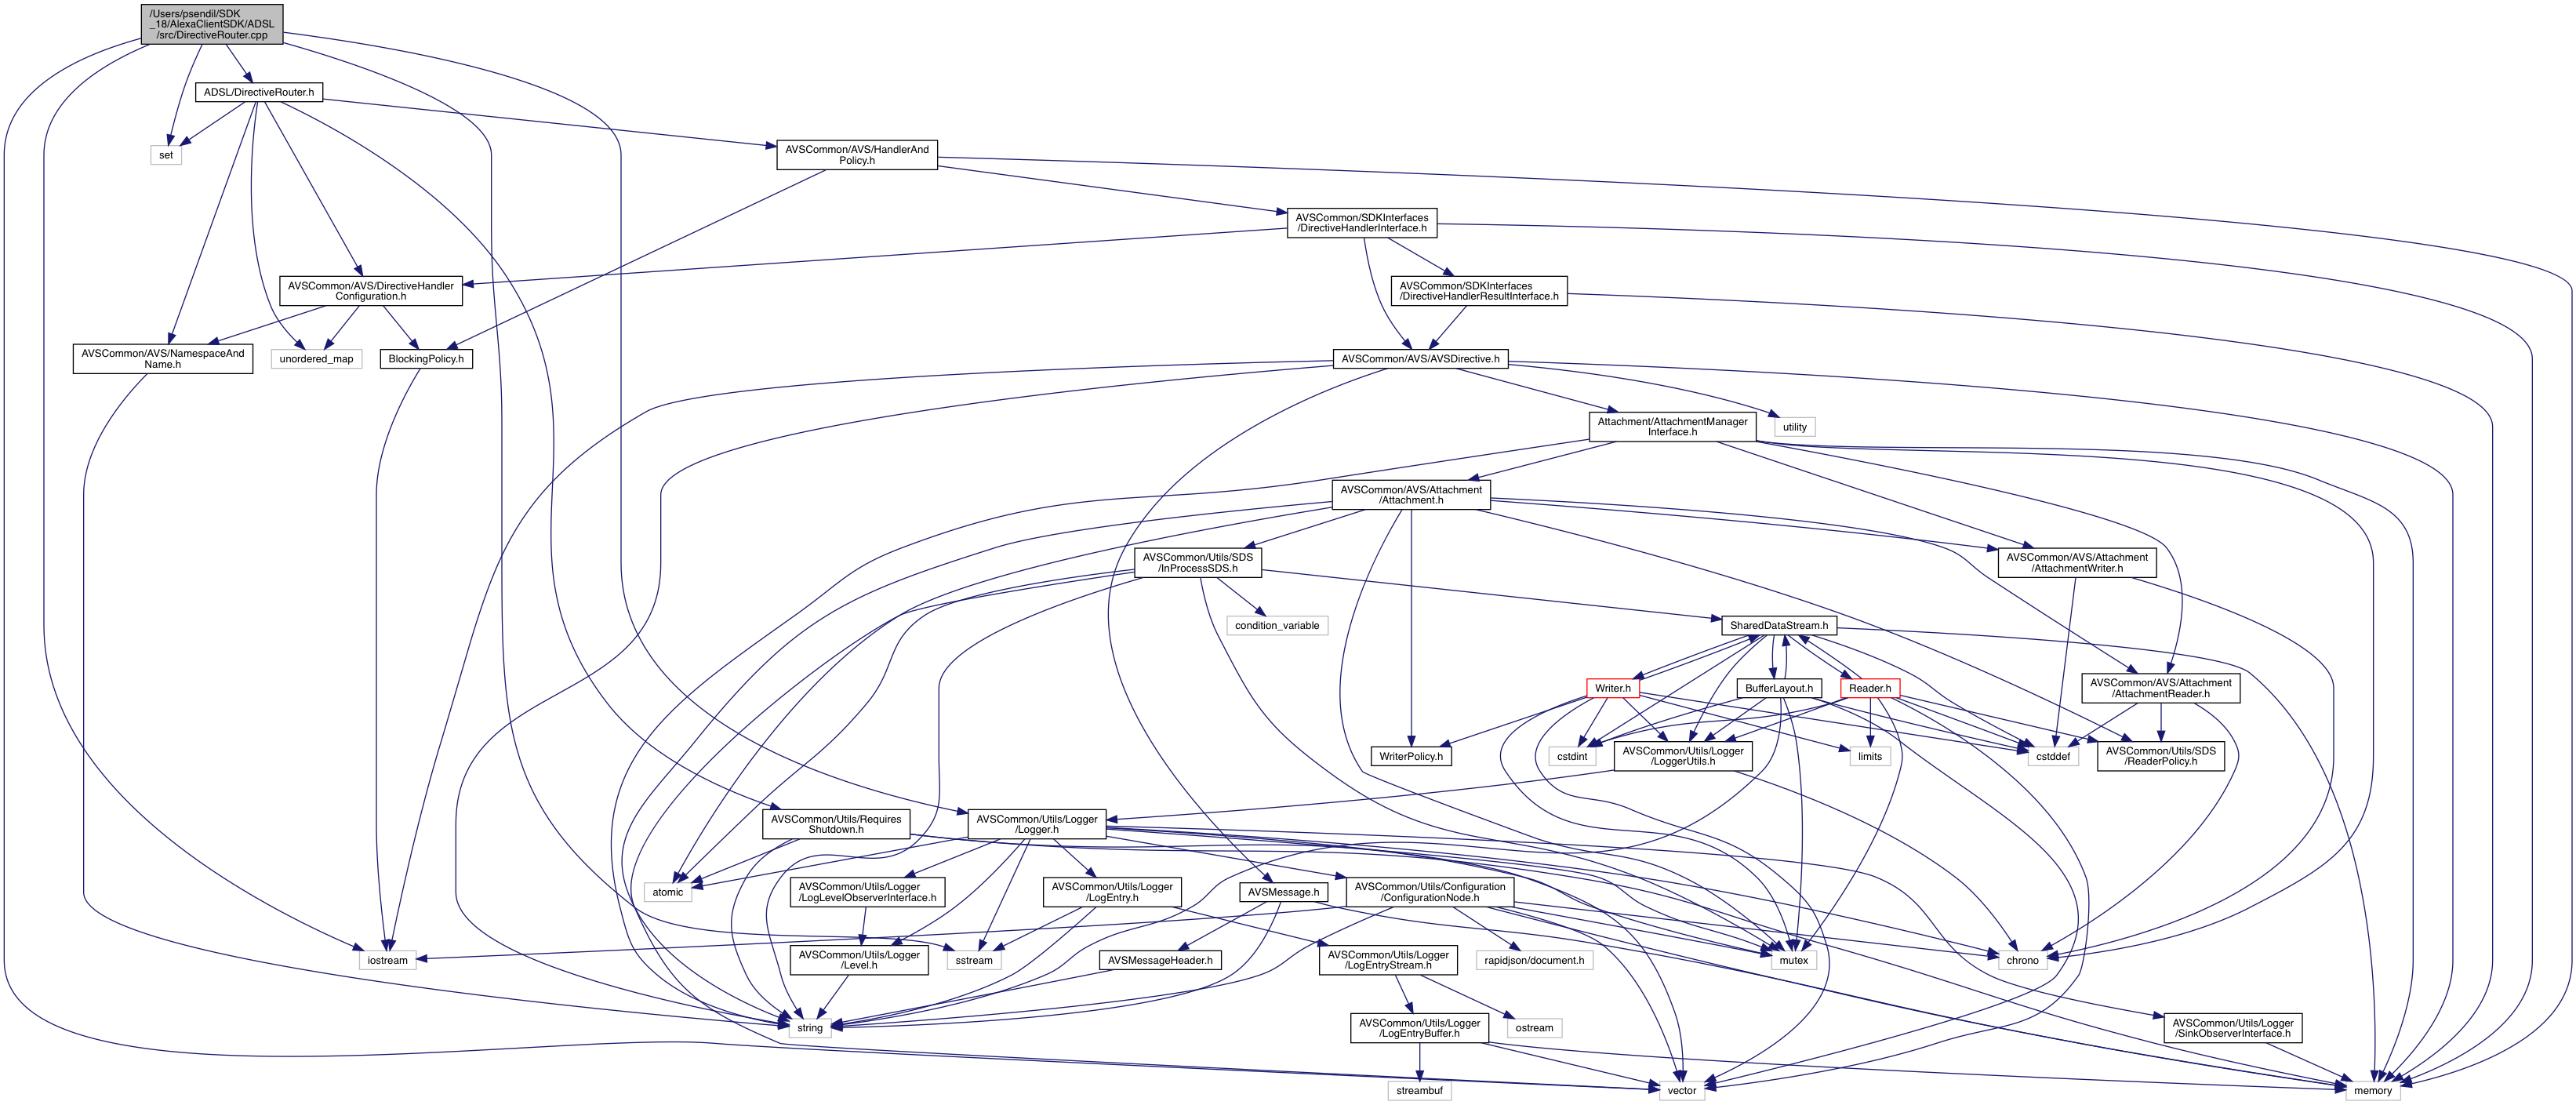 /Users/psendil/SDK
_18/AlexaClientSDK/ADSL
/src/DirectiveRouter.cpp
ADSL/DirectiveRouter.h
set
AVSCommon/AVS/HandlerAnd
Policy.h
AVSCommon/SDKInterfaces
/DirectiveHandlerInterface.h
AVSCommon/AVS/DirectiveHandler
Configuration.h
AVSCommon/SDKInterfaces
/DirectiveHandlerResultInterface.h
AVSCommon/AVS/NamespaceAnd
Name.h
unordered_map
BlockingPolicy.h
AVSCommon/AVS/AVSDirective.h
Attachment/AttachmentManager
Interface.h
utility
AVSCommon/AVS/Attachment
/Attachment.h
AVSCommon/Utils/SDS
/InProcessSDS.h
AVSCommon/AVS/Attachment
/AttachmentWriter.h
condition_variable
SharedDataStream.h
Writer.h
BufferLayout.h
Reader.h
AVSCommon/AVS/Attachment
/AttachmentReader.h
WriterPolicy.h
cstdint
AVSCommon/Utils/Logger
/LoggerUtils.h
limits
cstddef
AVSCommon/Utils/SDS
/ReaderPolicy.h
AVSCommon/Utils/Requires
Shutdown.h
AVSCommon/Utils/Logger
/Logger.h
atomic
AVSCommon/Utils/Logger
/LogLevelObserverInterface.h
AVSCommon/Utils/Logger
/LogEntry.h
AVSMessage.h
AVSCommon/Utils/Configuration
/ConfigurationNode.h
iostream
AVSCommon/Utils/Logger
/Level.h
sstream
AVSMessageHeader.h
AVSCommon/Utils/Logger
/LogEntryStream.h
rapidjson/document.h
mutex
chrono
string
AVSCommon/Utils/Logger
/LogEntryBuffer.h
ostream
AVSCommon/Utils/Logger
/SinkObserverInterface.h
streambuf
vector
memory